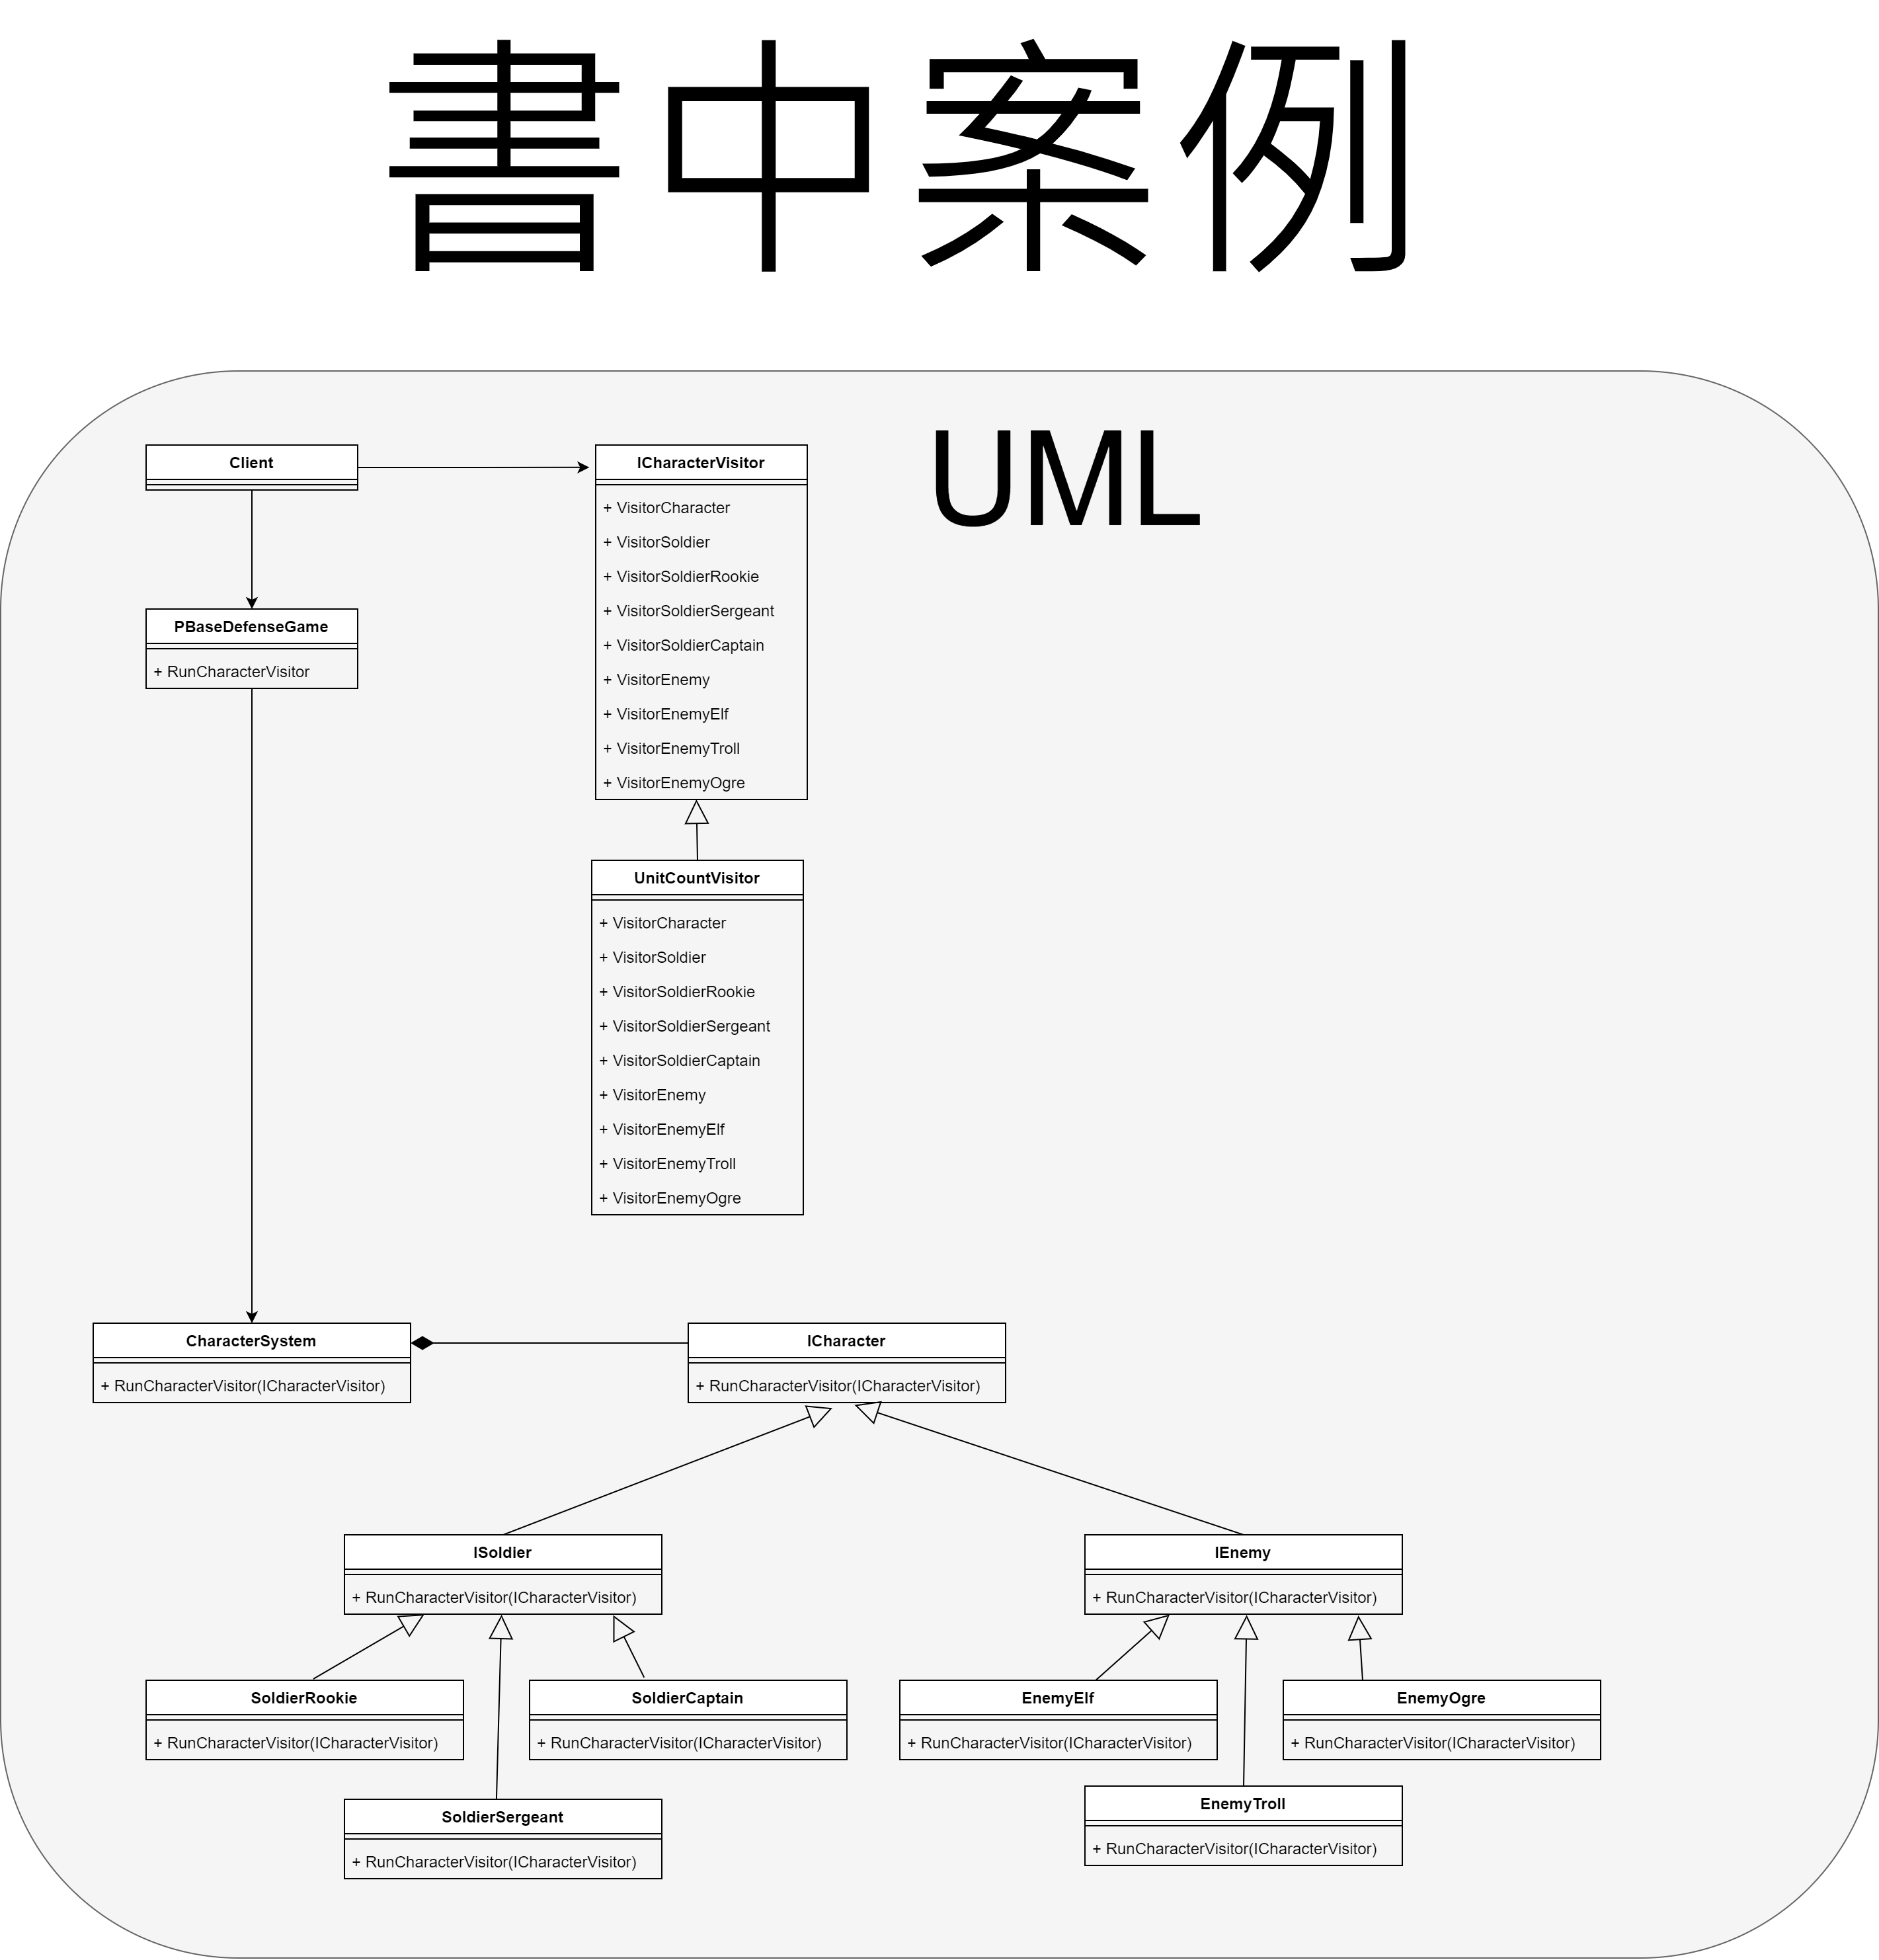 書中案例
UML
Client
ICharacterVisitor
+ VisitorCharacter
+ VisitorSoldier
+ VisitorSoldierRookie
+ VisitorSoldierSergeant
+ VisitorSoldierCaptain
+ VisitorEnemy
+ VisitorEnemyElf
+ VisitorEnemyTroll
+ VisitorEnemyOgre
PBaseDefenseGame
+ RunCharacterVisitor
UnitCountVisitor
+ VisitorCharacter
+ VisitorSoldier
+ VisitorSoldierRookie
+ VisitorSoldierSergeant
+ VisitorSoldierCaptain
+ VisitorEnemy
+ VisitorEnemyElf
+ VisitorEnemyTroll
+ VisitorEnemyOgre
CharacterSystem
+ RunCharacterVisitor(ICharacterVisitor)
ICharacter
+ RunCharacterVisitor(ICharacterVisitor)
ISoldier
+ RunCharacterVisitor(ICharacterVisitor)
IEnemy
+ RunCharacterVisitor(ICharacterVisitor)
SoldierRookie
+ RunCharacterVisitor(ICharacterVisitor)
SoldierCaptain
+ RunCharacterVisitor(ICharacterVisitor)
EnemyElf
+ RunCharacterVisitor(ICharacterVisitor)
EnemyOgre
+ RunCharacterVisitor(ICharacterVisitor)
SoldierSergeant
+ RunCharacterVisitor(ICharacterVisitor)
EnemyTroll
+ RunCharacterVisitor(ICharacterVisitor)